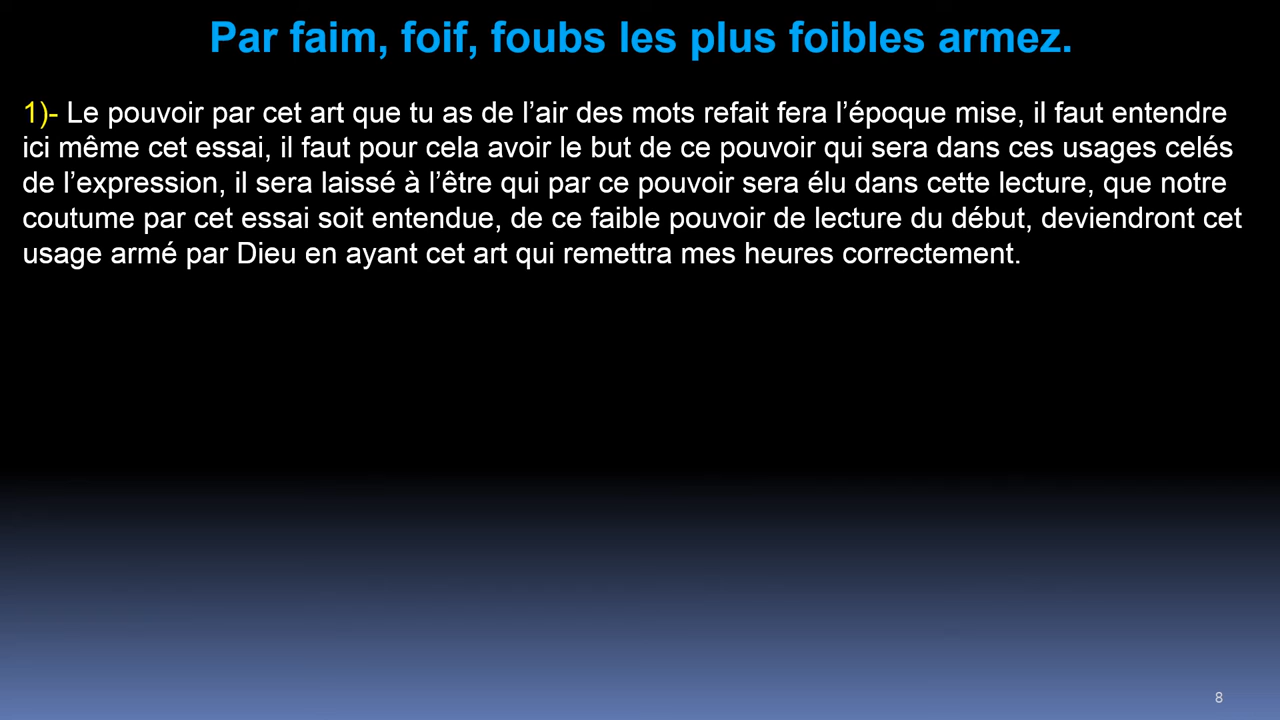 Par faim, foif, foubs les plus foibles armez.
1)- Le pouvoir par cet art que tu as de l’air des mots refait fera l’époque mise, il faut entendre
ici même cet essai, il faut pour cela avoir le but de ce pouvoir qui sera dans ces usages celés
de l’expression, il sera laissé à l’être qui par ce pouvoir sera élu dans cette lecture, que notre
coutume par cet essai soit entendue, de ce faible pouvoir de lecture du début, deviendront cet
usage armé par Dieu en ayant cet art qui remettra mes heures correctement.
8